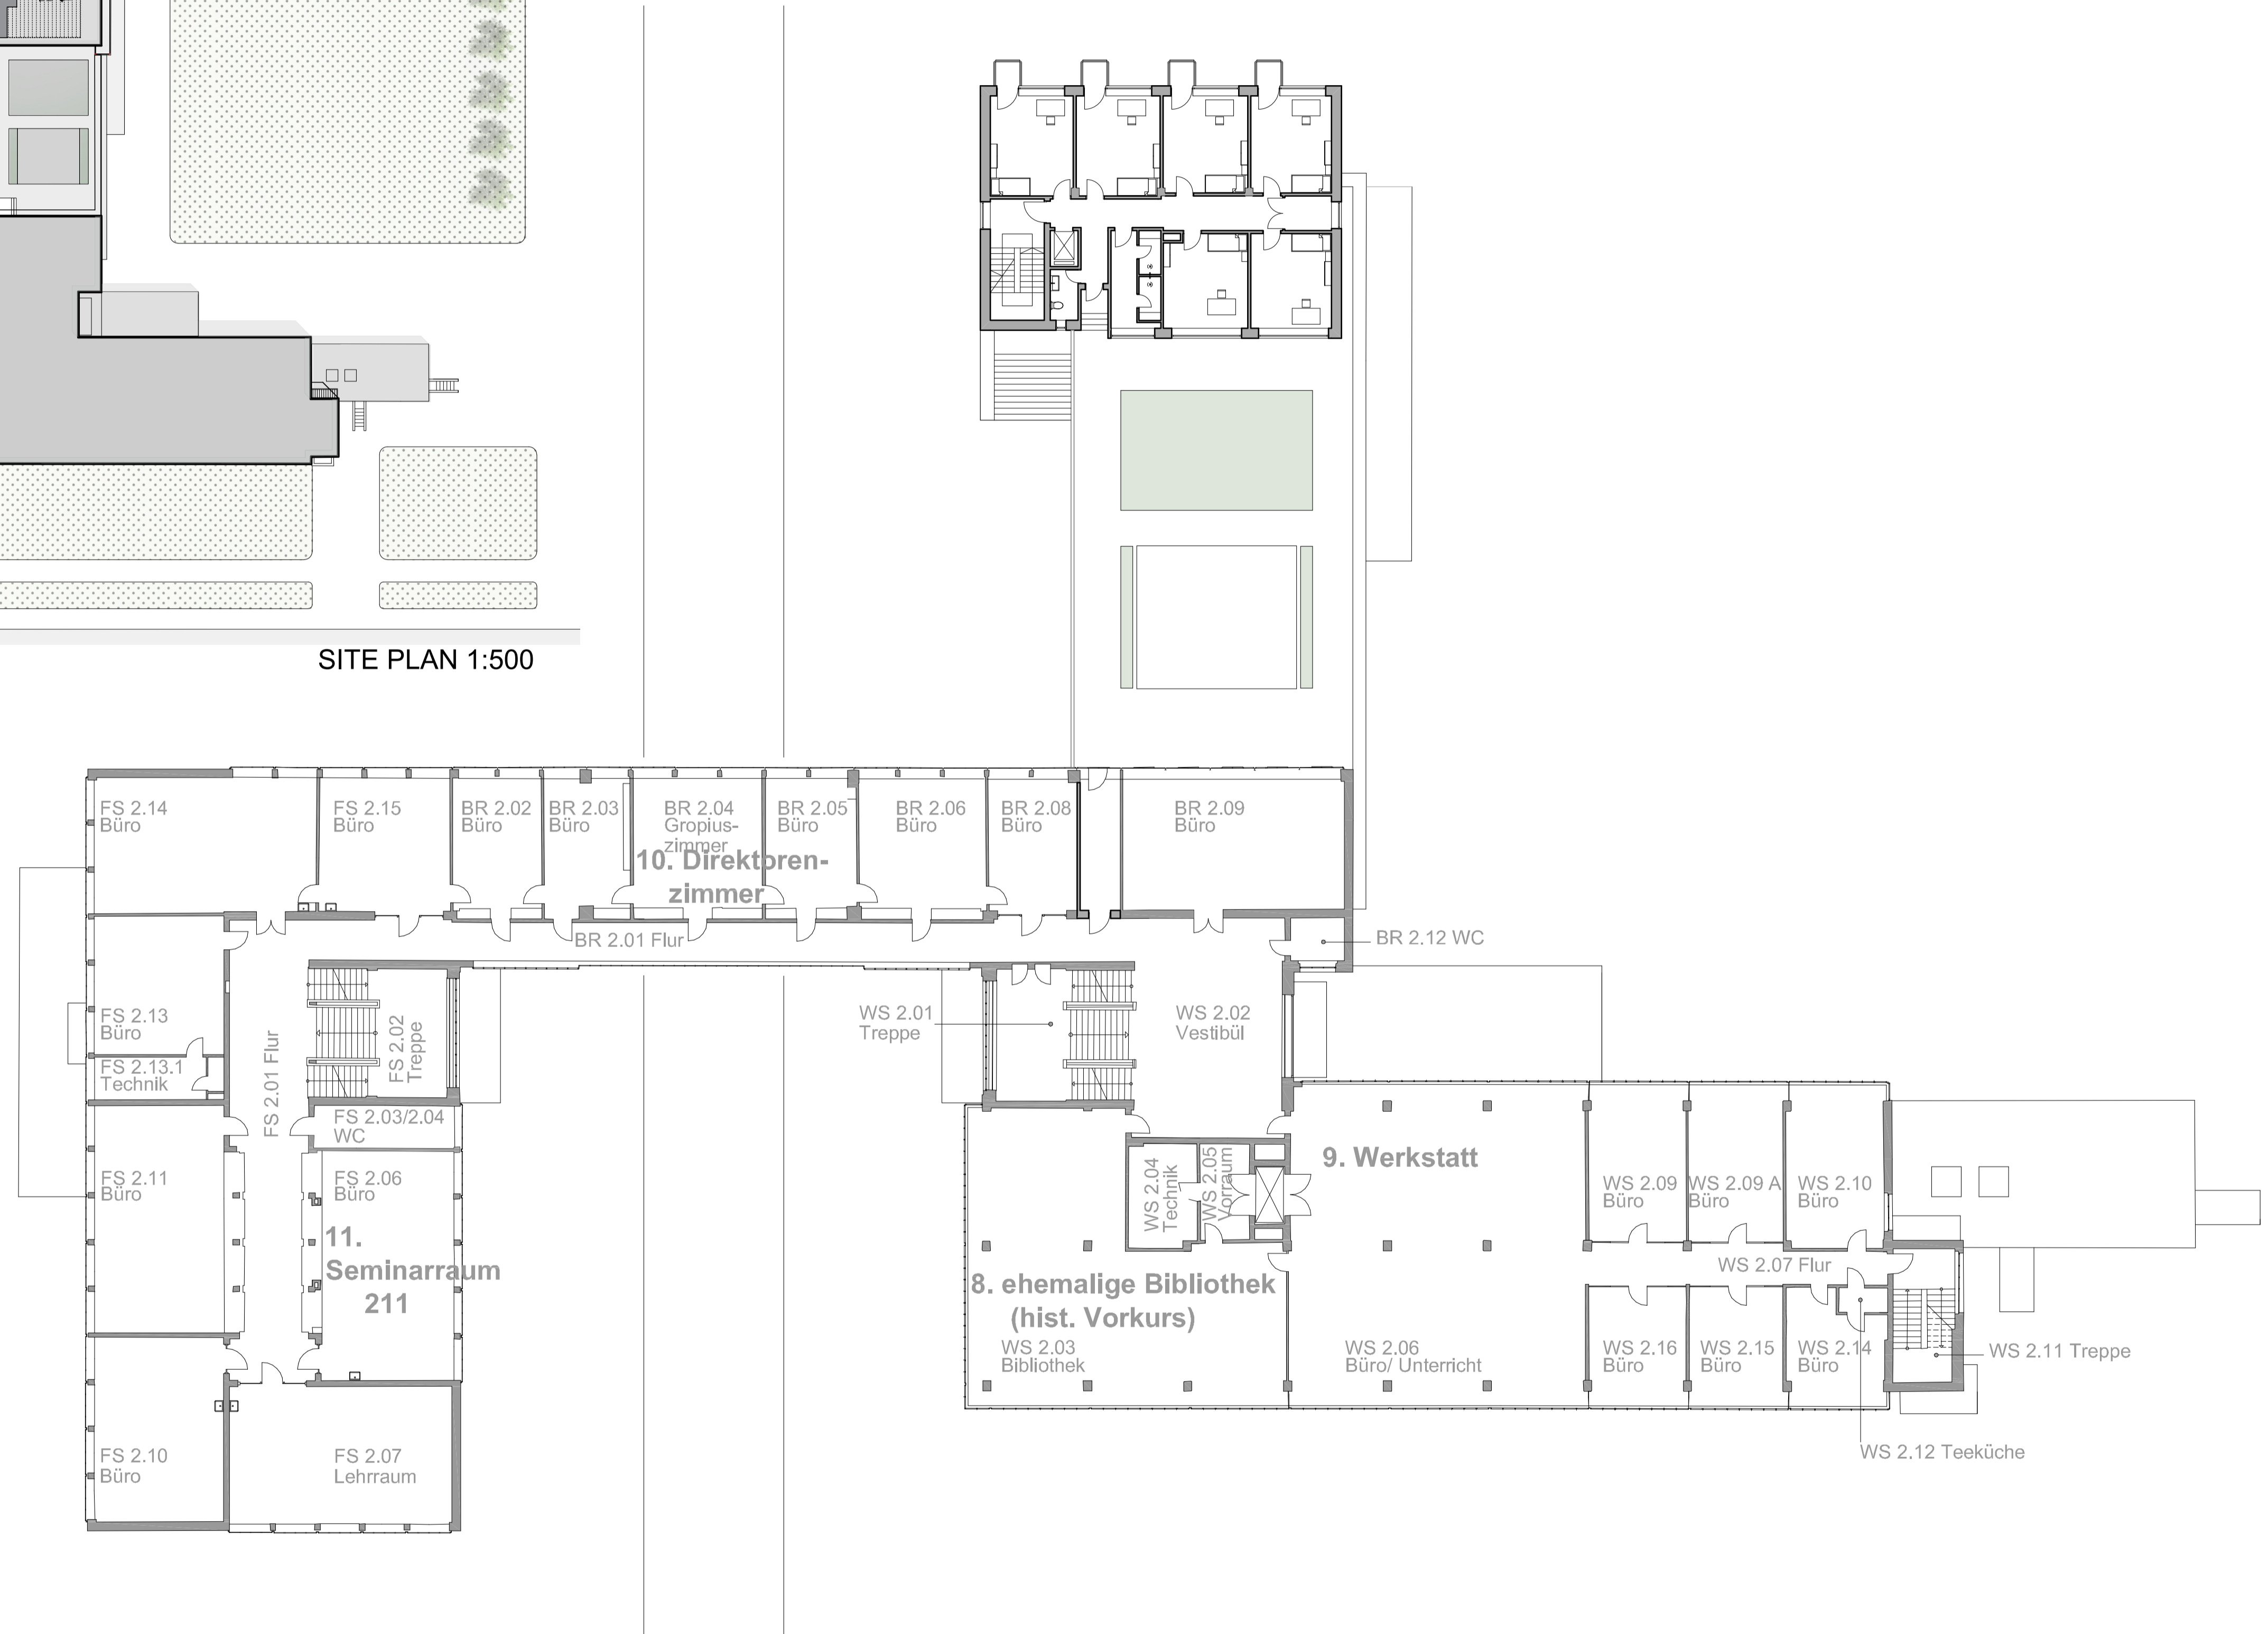 SITE PLAN 1:500
FS 2.14
Büro
FS 2.15
Büro
BR 2.02
Büro
BR 2.03
Büro
BR 2.04
Gropius-
zimmer
10. Direktoren-
zimmer
BR 2.05
Büro
BR 2.06
Büro
BR 2.08
Büro
BR 2.09
Büro
BR 2.01 Flur
BR 2.12 WC
FS 2.13
Büro
FS 2.13.1
Technik
FS 2.01 Flur
FS 2.02
Treppe
WS 2.01
Treppe
WS 2.02
Vestibül
FS 2.03/2.04
WC
FS 2.11
Büro
FS 2.06
Büro
11.
Seminarraum
211
WS 2.04
Technik
WS 2.05
Vorraum
9. Werkstatt
WS 2.09
Büro
WS 2.09 A
Büro
WS 2.10
Büro
WS 2.07 Flur
8. ehemalige Bibliothek
(hist. Vorkurs)
WS 2.03
Bibliothek
WS 2.06
Büro/ Unterricht
WS 2.16
Büro
WS 2.15
Büro
WS 2.14
Büro
WS 2.11 Treppe
WS 2.12 Teeküche
FS 2.10
Büro
FS 2.07
Lehrraum